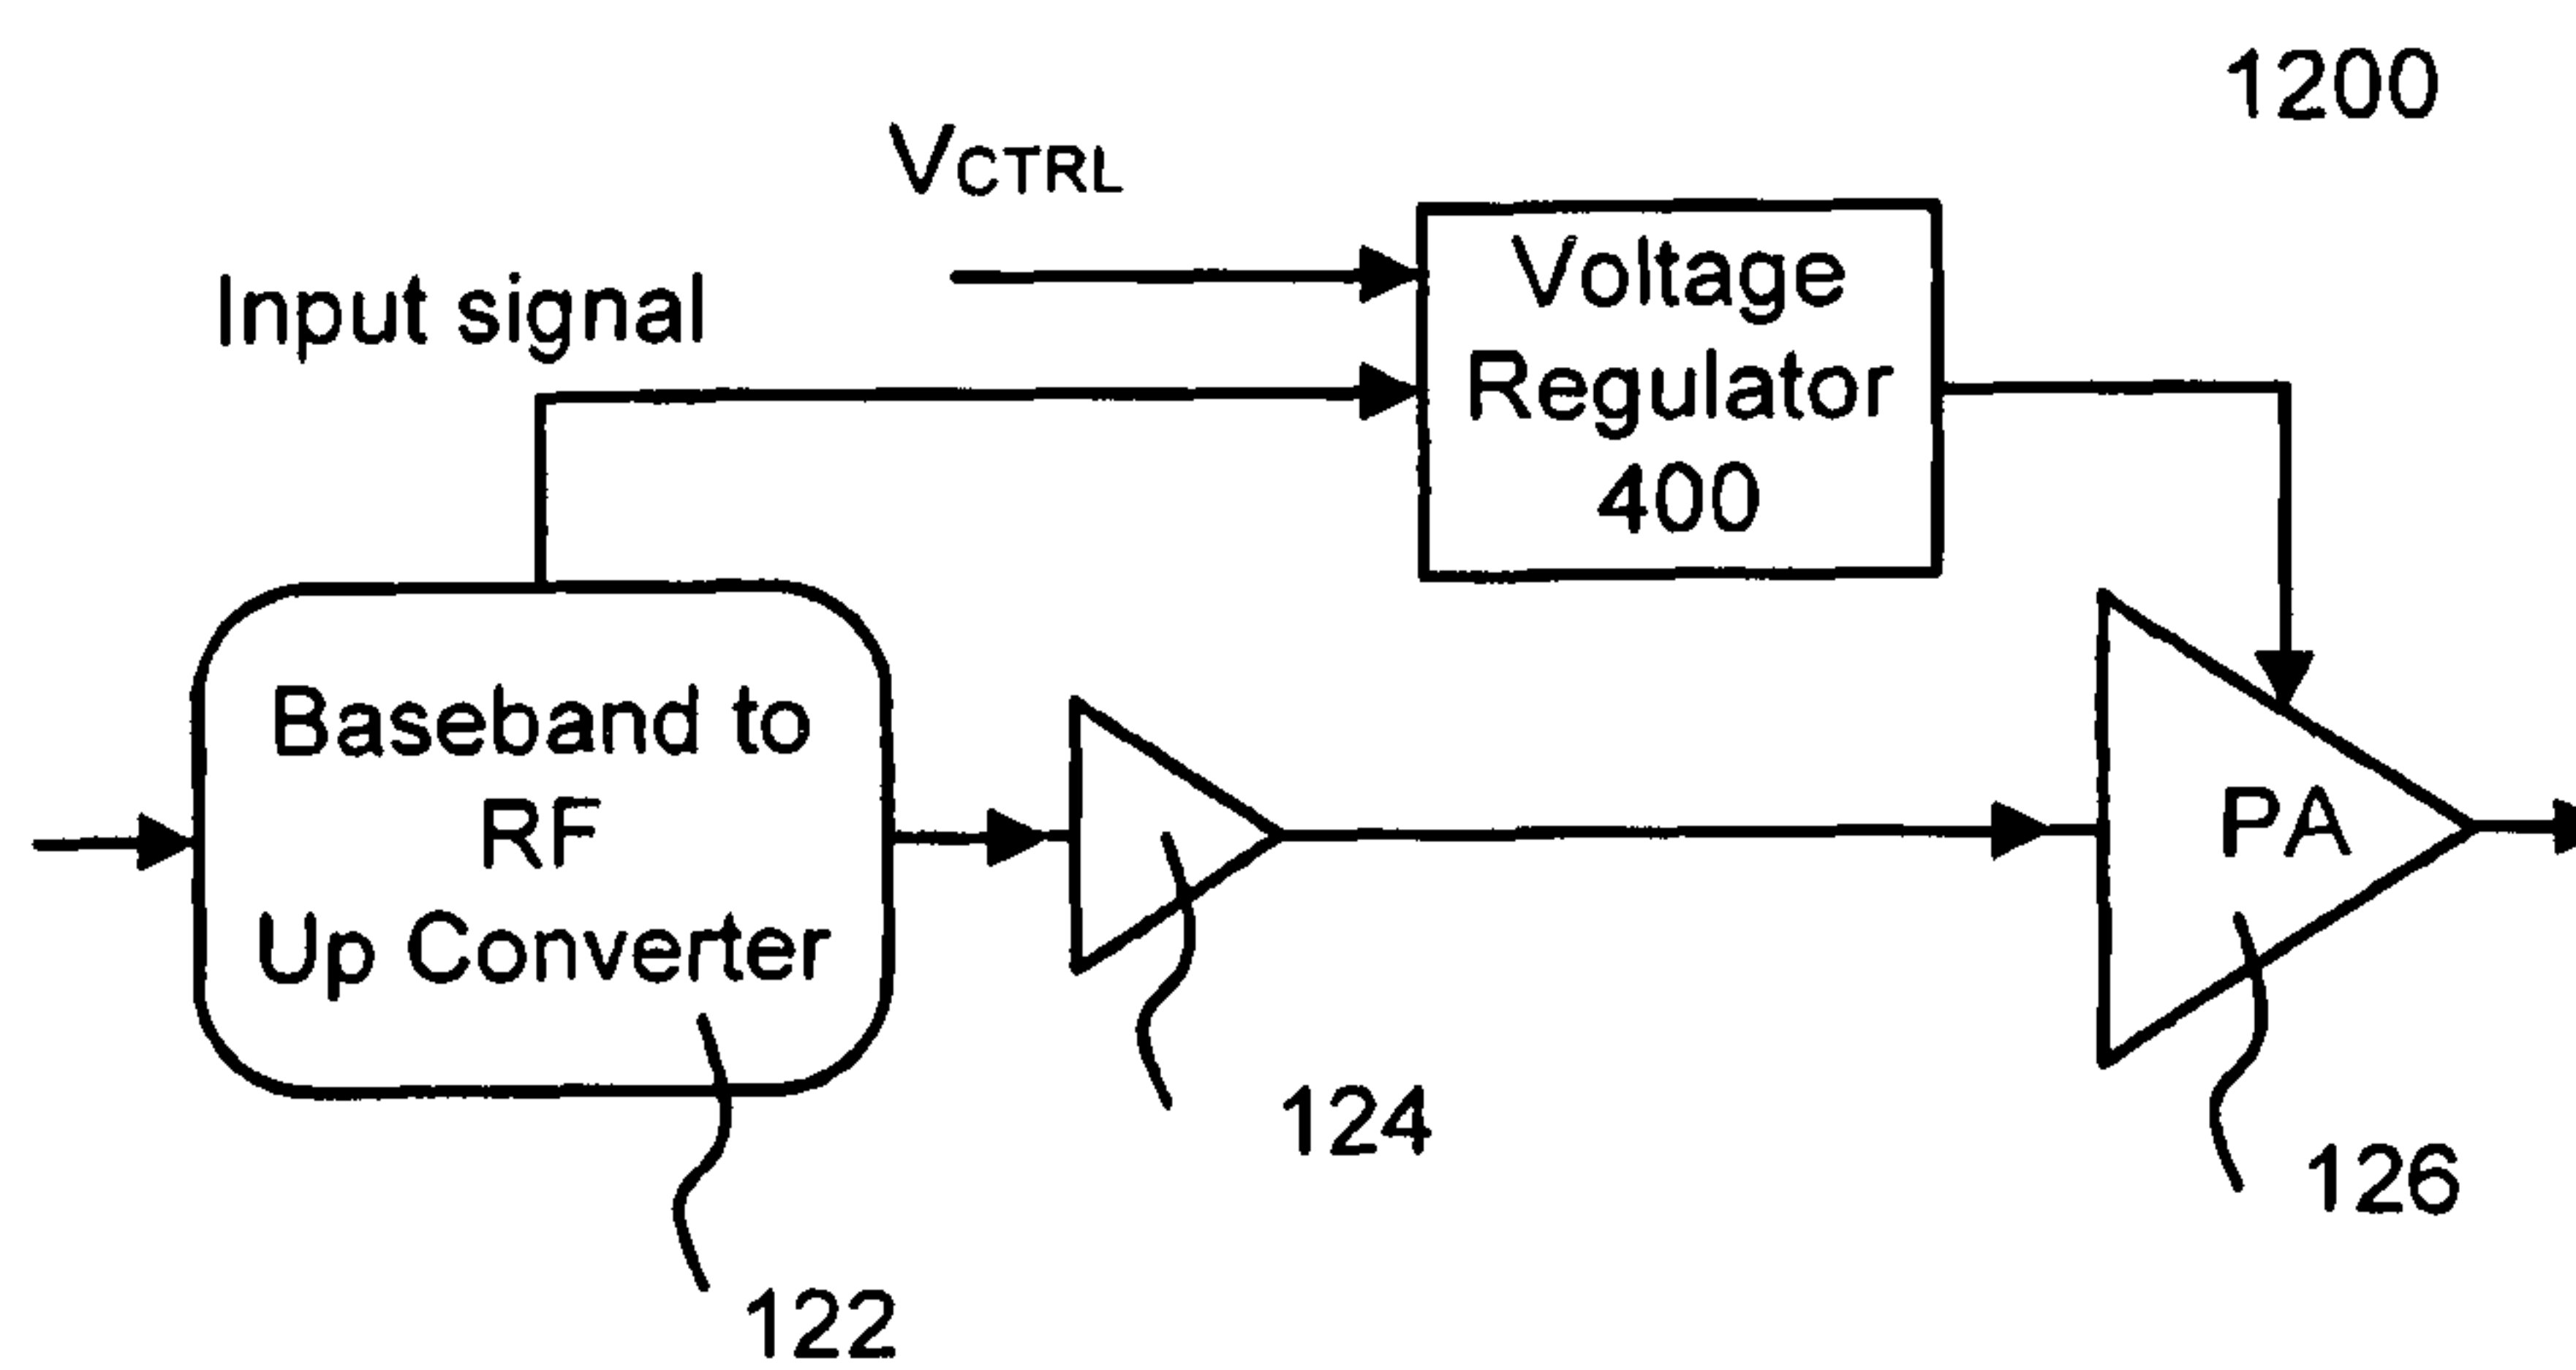 1200
VCTRL
Input signal
Voltage
Regulator
400
Baseband to
RF
Up Converter
PA
124
126
122